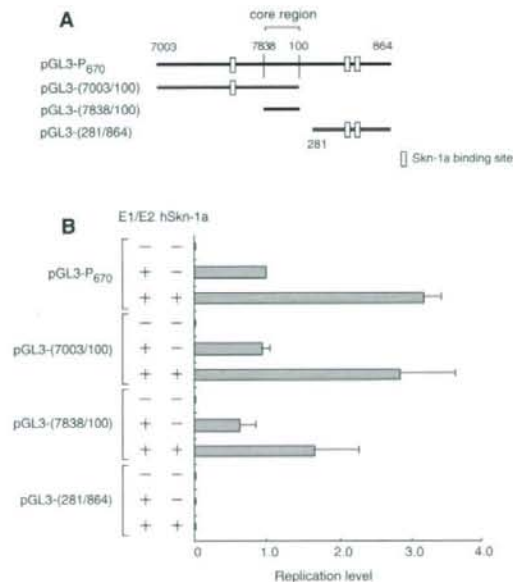 A
core region
7003 7838 100 864
pGL3-P670
pGL3-(7003/100)
pGL3-(7838/100)
pGL3-(281/864)
281
Skn-1a binding site
B
E1/E2 hSkn-1a
− −
pGL3-P670 + −
+ +
− −
pGL3-(7003/100) + −
+ +
− −
pGL3-(7838/100) + −
+ +
− −
pGL3-(281/864) + −
+ +
0 1.0 2.0 3.0 4.0
Replication level